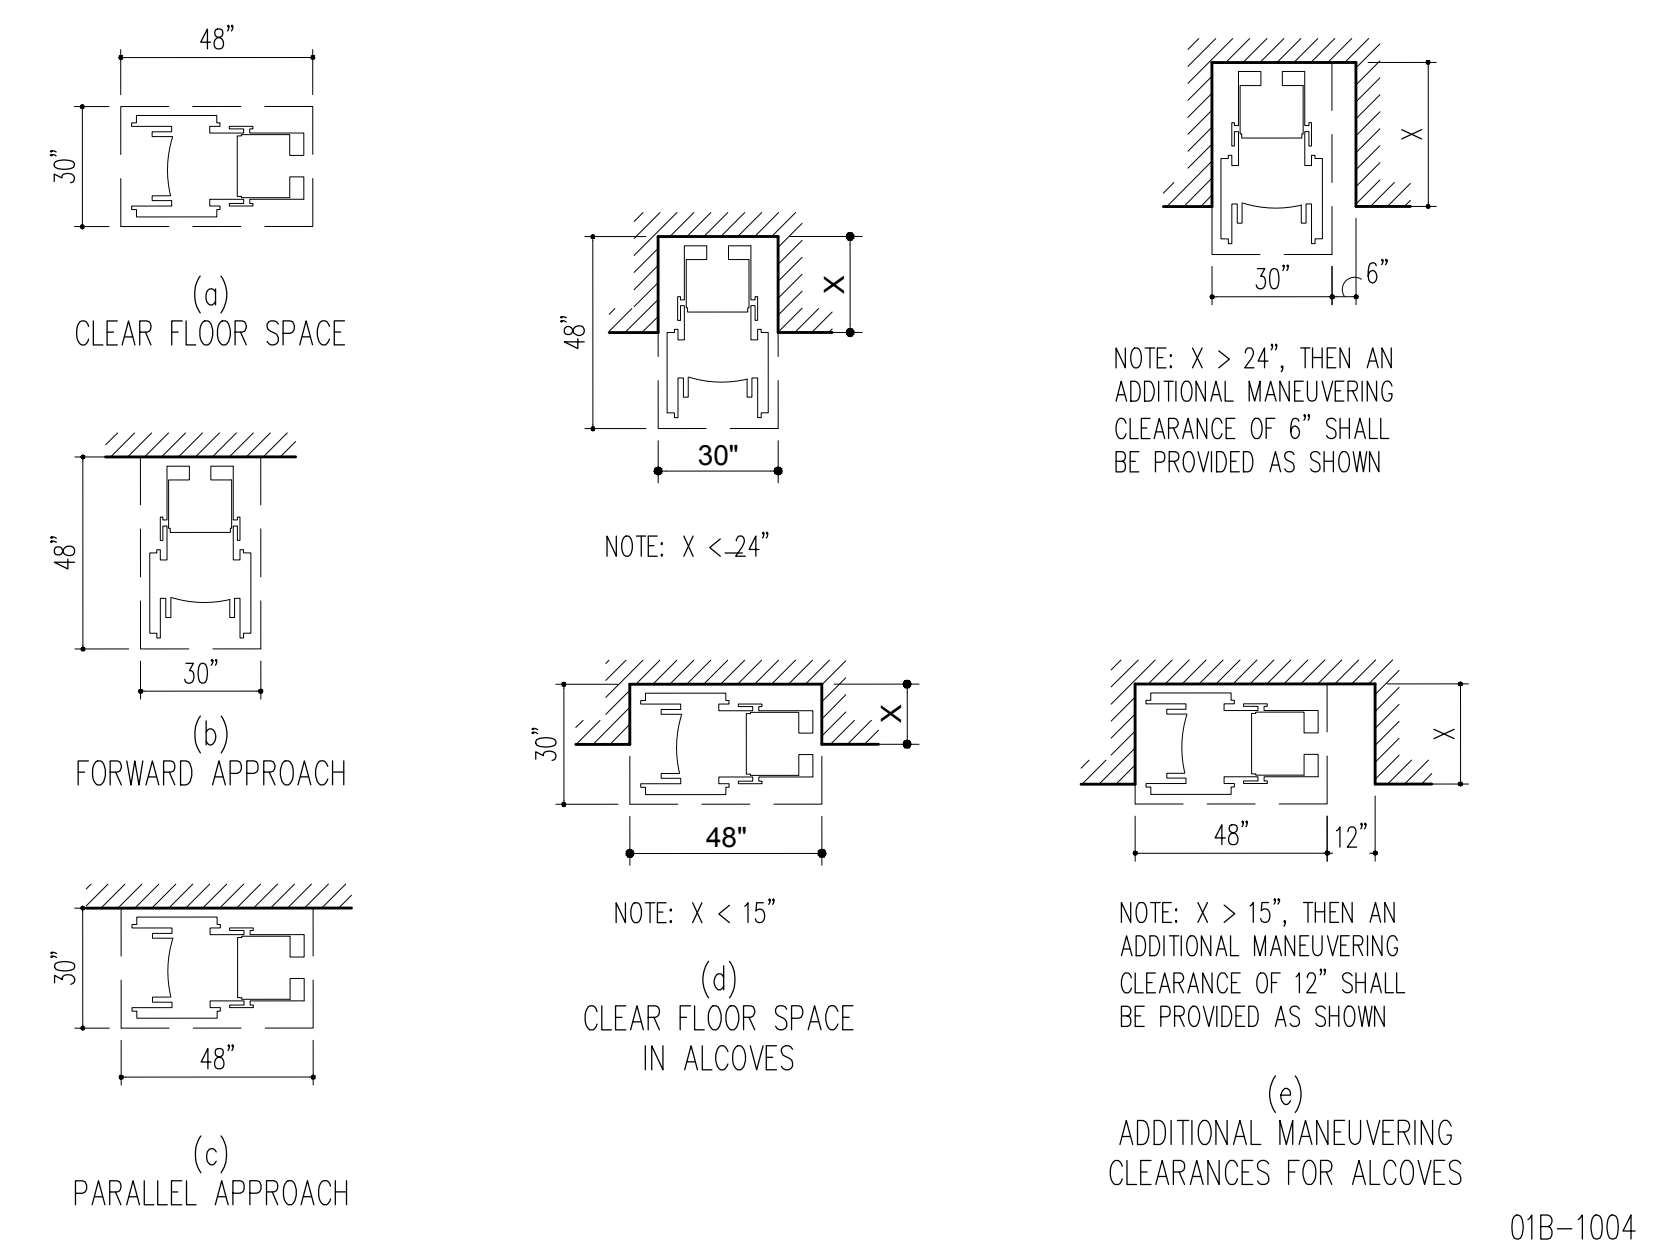 48”
30”
(a)
CLEAR FLOOR SPACE
48”
30”
(b)
FORWARD APPROACH
30”
48”
(c)
PARALLEL APPROACH
48”
X
30"
NOTE: X <_24”
30”
X
48"
NOTE: X < 15”
(d)
CLEAR FLOOR SPACE
IN ALCOVES
X
30”
6”
NOTE: X > 24”, THEN AN
ADDITIONAL MANEUVERING
CLEARANCE OF 6” SHALL
BE PROVIDED AS SHOWN
X
48”
12”
NOTE: X > 15”, THEN AN
ADDITIONAL MANEUVERING
CLEARANCE OF 12” SHALL
BE PROVIDED AS SHOWN
(e)
ADDITIONAL MANEUVERING
CLEARANCES FOR ALCOVES
01B-1004